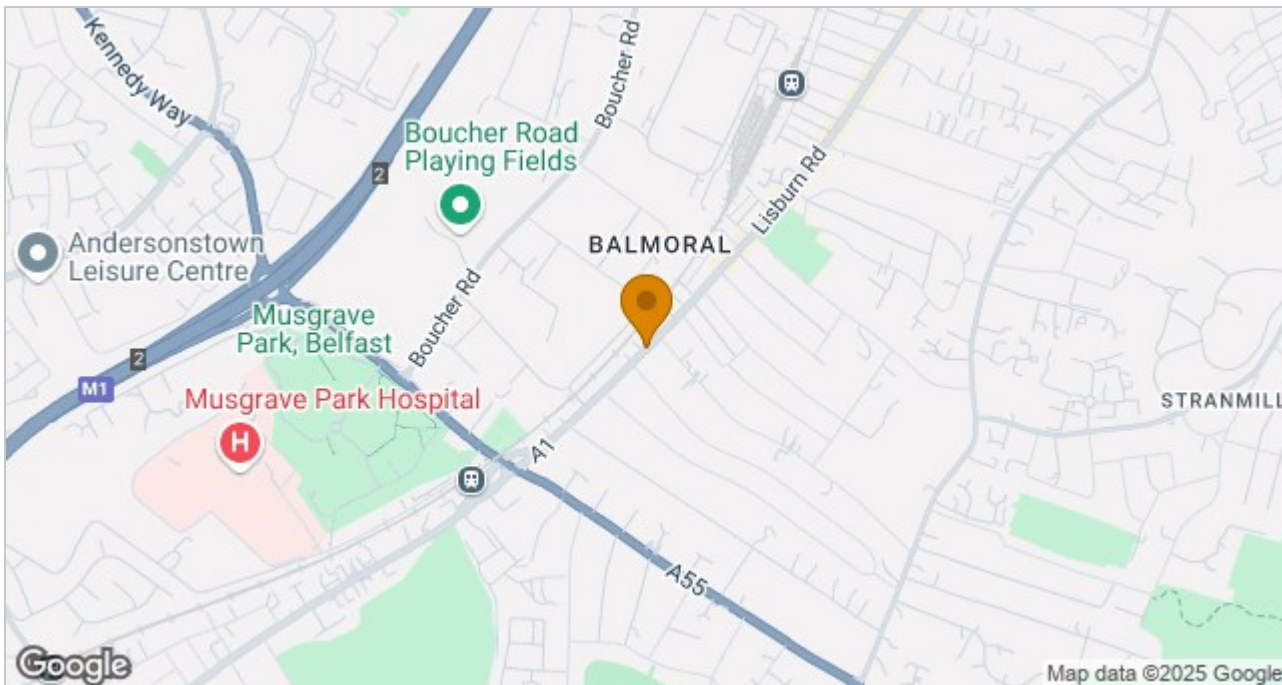 Kennedy Way
Boucher Rd
Boucher Road
Playing Fields
2
Lisburn Rd
Andersonstown
Leisure Centre
BALMORAL
Boucher Rd
Musgrave
Park, Belfast
2
M1
Musgrave Park Hospital
H
STRANMILL
A1
A55
Google
Map data ©2025 Google